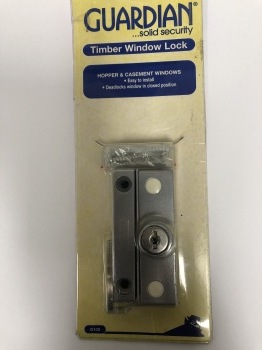 GUARDIAN®
...solid security
Timber Window Lock
HOPPER & CASEMENT WINDOWS
• Easy to install
• Deadlocks window in closed position